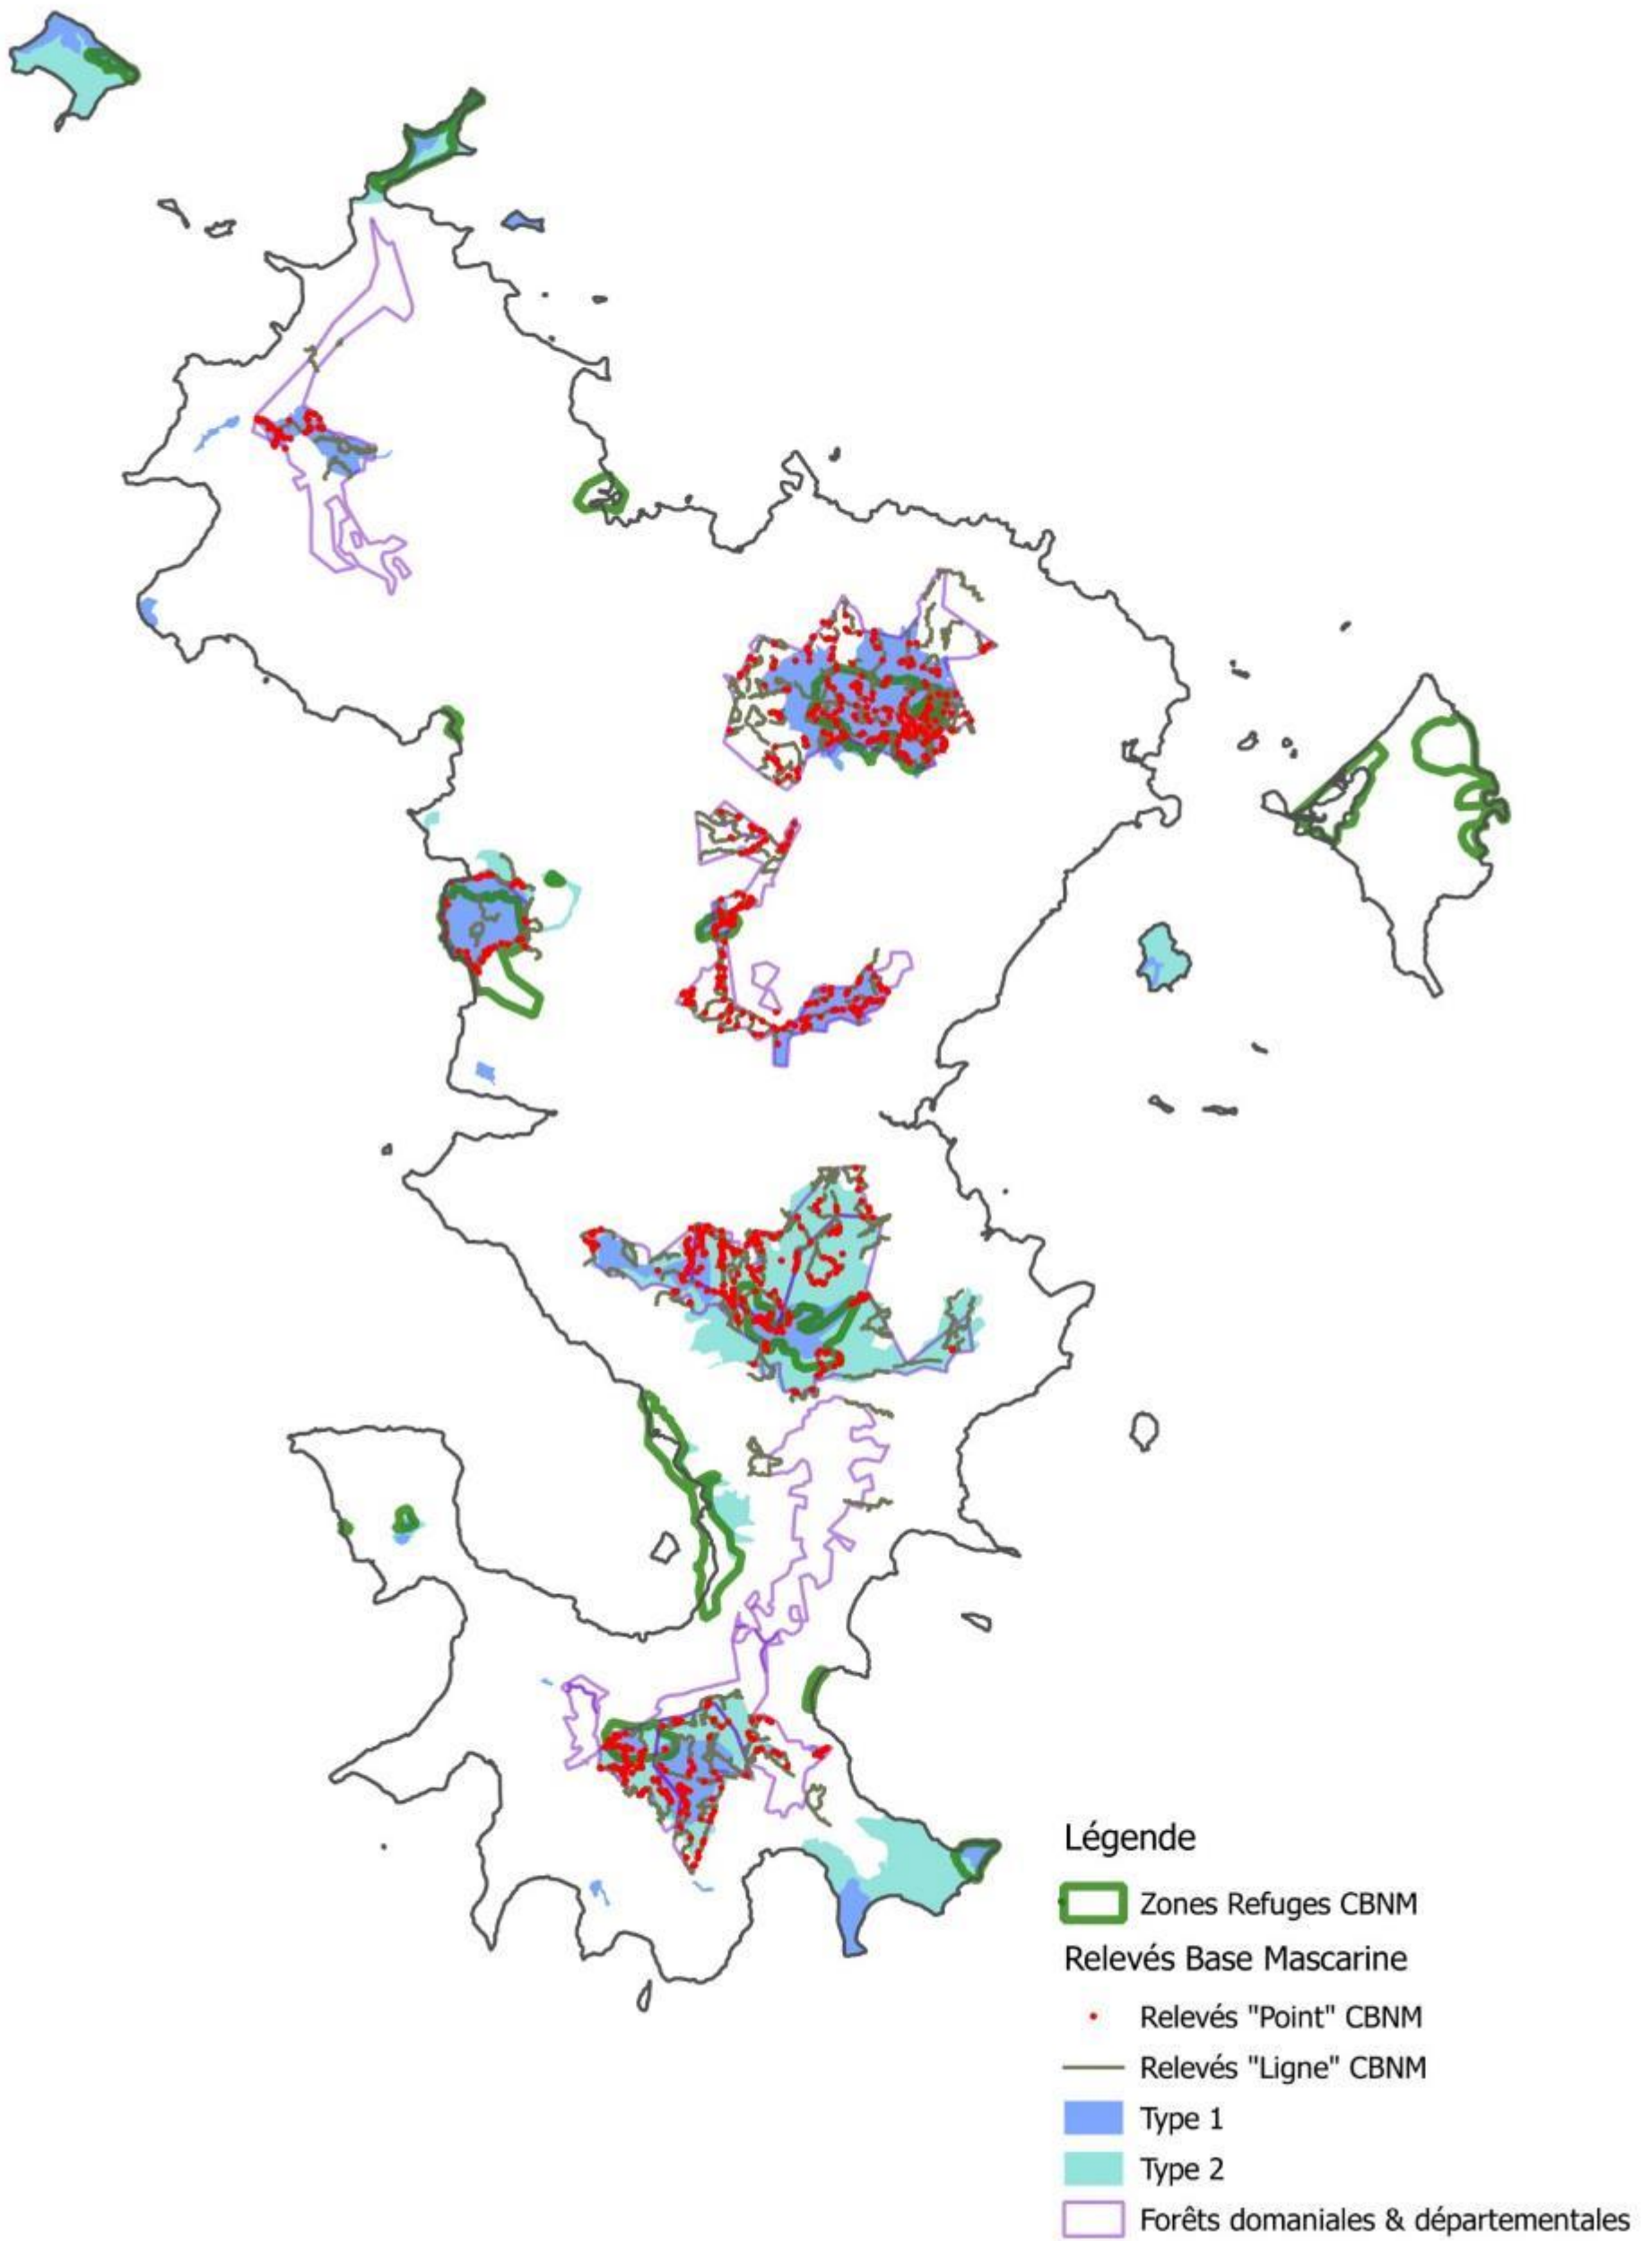 Légende
Zones Refuges CBNM
Relevés Base Mascarine
Relevés "Point" CBNM
Relevés "Ligne" CBNM
Type 1
Type 2
Forêts domaniales & départementales